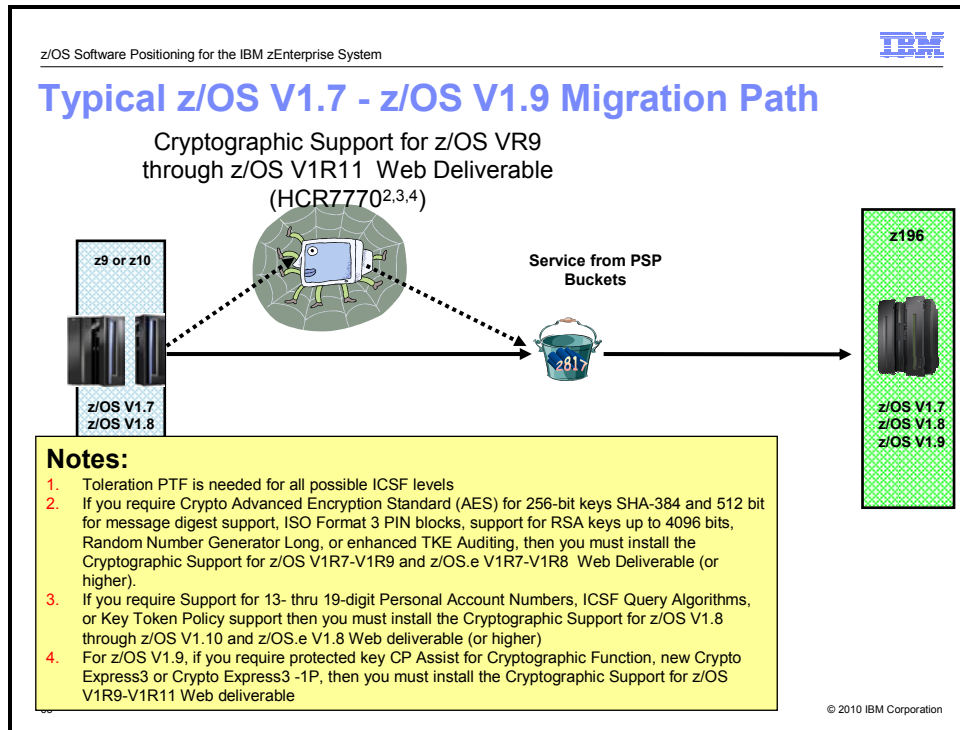 z/OS Software Positioning for the IBM zEnterprise System
IBM
Typical z/OS V1.7 - z/OS V1.9 Migration Path
Cryptographic Support for z/OS VR9
through z/OS V1R11 Web Deliverable
(HCR77702,3,4)
z9 or z10
Service from PSP
Buckets
z196
2817
z/OS V1.7
z/OS V1.8
z/OS V1.7
z/OS V1.8
z/OS V1.9
Notes:
1. Toleration PTF is needed for all possible ICSF levels
2. If you require Crypto Advanced Encryption Standard (AES) for 256-bit keys SHA-384 and 512 bit
for message digest support, ISO Format 3 PIN blocks, support for RSA keys up to 4096 bits,
Random Number Generator Long, or enhanced TKE Auditing, then you must install the
Cryptographic Support for z/OS V1R7-V1R9 and z/OS.e V1R7-V1R8 Web Deliverable (or
higher).
3. If you require Support for 13- thru 19-digit Personal Account Numbers, ICSF Query Algorithms,
or Key Token Policy support then you must install the Cryptographic Support for z/OS V1.8
through z/OS V1.10 and z/OS.e V1.8 Web deliverable (or higher)
4. For z/OS V1.9, if you require protected key CP Assist for Cryptographic Function, new Crypto
Express3 or Crypto Express3 -1P, then you must install the Cryptographic Support for z/OS
V1R9-V1R11 Web deliverable
© 2010 IBM Corporation